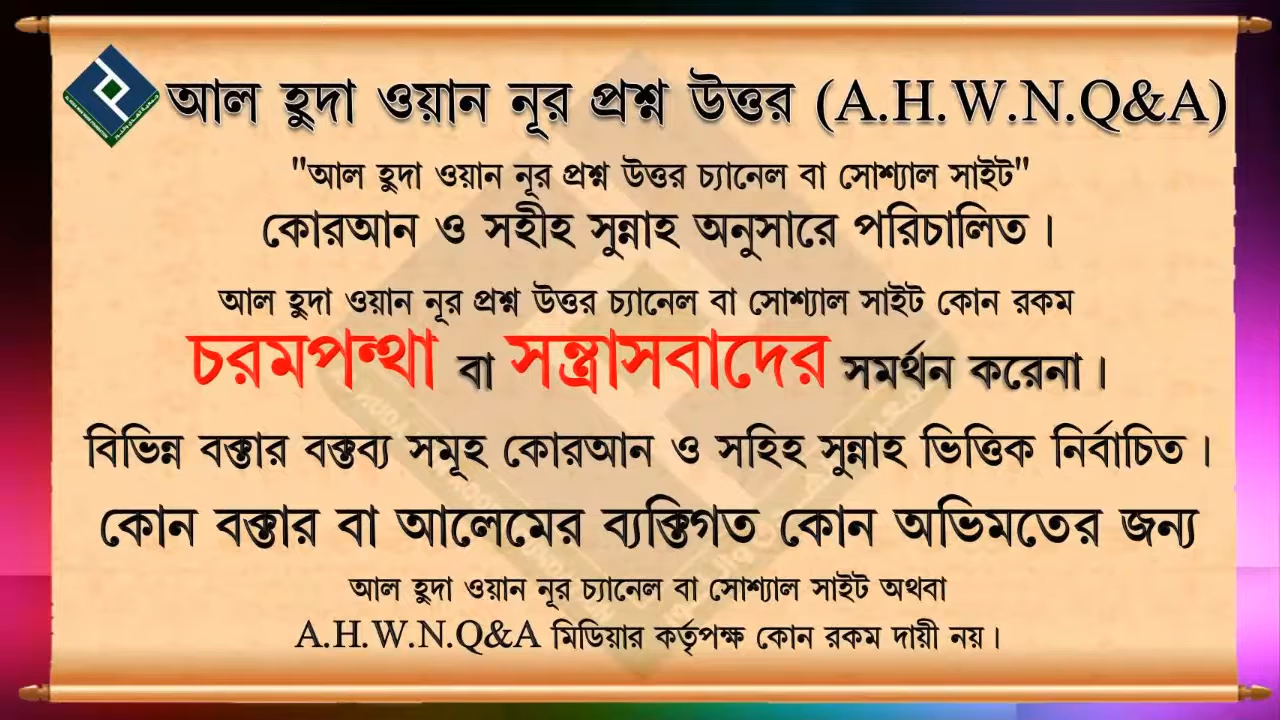 আল হুদা ওয়ান নূর প্রশ্ন উত্তর (A.H.W.N.Q&A)
"আল হুদা ওয়ান নূর প্রশ্ন উত্তর চ্যানেল বা সোশ্যাল সাইট"
কোরআন ও সহীহ সুন্নাহ অনুসারে পরিচালিত।
আল হুদা ওয়ান নূর প্রশ্ন উত্তর চ্যানেল বা সোশ্যাল সাইট কোন রকম
চরমপন্থা বা সন্ত্রাসবাদের সমর্থন করেনা।
বিভিন্ন বক্তার বক্তব্য সমূহ কোরআন ও সহিহ সুন্নাহ ভিত্তিক নির্বাচিত।
কোন বক্তার বা আলেমের ব্যক্তিগত কোন অভিমতের জন্য
আল হুদা ওয়ান নূর চ্যানেল বা সোশ্যাল সাইট অথবা
A.H.W.N.Q&A মিডিয়ার কর্তৃপক্ষ কোন রকম দায়ী নয়।